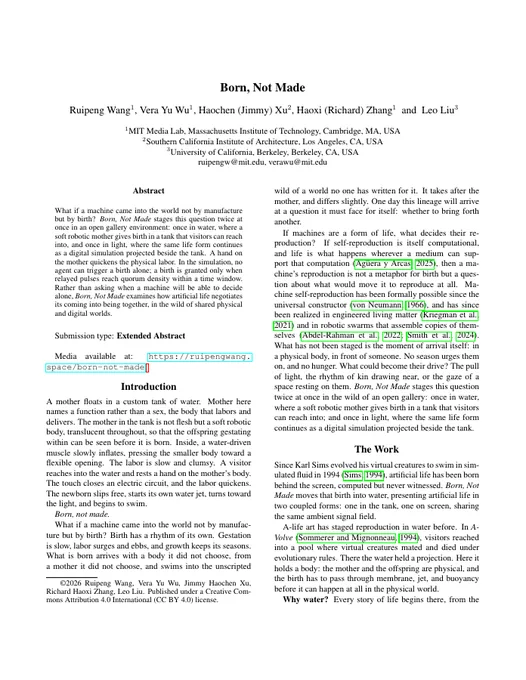 Born, Not Made
Ruipeng Wang1, Vera Yu Wu1, Haochen (Jimmy) Xu2, Haoxi (Richard) Zhang1 and Leo Liu3
1MIT Media Lab, Massachusetts Institute of Technology, Cambridge, MA, USA
2Southern California Institute of Architecture, Los Angeles, CA, USA
3University of California, Berkeley, Berkeley, CA, USA
ruipengw@mit.edu, verawu@mit.edu
Abstract
What if a machine came into the world not by manufacture
but by birth? Born, Not Made stages this question twice at
once in an open gallery environment: once in water, where a
soft robotic mother gives birth in a tank that visitors can reach
into, and once in light, where the same life form continues
as a digital simulation projected beside the tank. A hand on
the mother quickens the physical labor. In the simulation, no
agent can trigger a birth alone; a birth is granted only when
relayed pulses reach quorum density within a time window.
Rather than asking when a machine will be able to decide
alone, Born, Not Made examines how artificial life negotiates
its coming into being together, in the wild of shared physical
and digital worlds.
Submission type: Extended Abstract
Media available at: https://ruipengwang.
space/born-not-made
Introduction
A mother floats in a custom tank of water. Mother here
names a function rather than a sex, the body that labors and
delivers. The mother in the tank is not flesh but a soft robotic
body, translucent throughout, so that the offspring gestating
within can be seen before it is born. Inside, a water-driven
muscle slowly inflates, pressing the smaller body toward a
flexible opening. The labor is slow and clumsy. A visitor
reaches into the water and rests a hand on the mother's body.
The touch closes an electric circuit, and the labor quickens.
The newborn slips free, starts its own water jet, turns toward
the light, and begins to swim.
Born, not made.
What if a machine came into the world not by manufac-
ture but by birth? Birth has a rhythm of its own. Gestation
is slow, labor surges and ebbs, and growth keeps its seasons.
What is born arrives with a body it did not choose, from
a mother it did not choose, and swims into the unscripted
©2026 Ruipeng Wang, Vera Yu Wu, Jimmy Haochen Xu,
Richard Haoxi Zhang, Leo Liu. Published under a Creative Com-
mons Attribution 4.0 International (CC BY 4.0) license.
wild of a world no one has written for it. It takes after the
mother, and differs slightly. One day this lineage will arrive
at a question it must face for itself: whether to bring forth
another.
If machines are a form of life, what decides their re-
production? If self-reproduction is itself computational,
and life is what happens wherever a medium can sup-
port that computation (Agüera y Arcas, 2025), then a ma-
chine's reproduction is not a metaphor for birth but a ques-
tion about what would move it to reproduce at all. Ma-
chine self-reproduction has been formally possible since the
universal constructor (von Neumann, 1966), and has since
been realized in engineered living matter (Kriegman et al.,
2021) and in robotic swarms that assemble copies of them-
selves (Abdel-Rahman et al., 2022; Smith et al., 2024).
What has not been staged is the moment of arrival itself: in
a physical body, in front of someone. No season urges them
on, and no hunger. What could become their drive? The pull
of light, the rhythm of kin drawing near, or the gaze of a
space resting on them. Born, Not Made stages this question
twice at once in the wild of an open gallery: once in water,
where a soft robotic mother gives birth in a tank that visitors
can reach into; and once in light, where the same life form
continues as a digital simulation projected beside the tank.
The Work
Since Karl Sims evolved his virtual creatures to swim in sim-
ulated fluid in 1994 (Sims, 1994), artificial life has been born
behind the screen, computed but never witnessed. Born, Not
Made moves that birth into water, presenting artificial life in
two coupled forms: one in the tank, one on screen, sharing
the same ambient signal field.
A-life art has staged reproduction in water before. In A-
Volve (Sommerer and Mignonneau, 1994), visitors reached
into a pool where virtual creatures mated and died under
evolutionary rules. There the water held a projection. Here it
holds a body: the mother and the offspring are physical, and
the birth has to pass through membrane, jet, and buoyancy
before it can happen at all in the physical world.
Why water? Every story of life begins there, from the